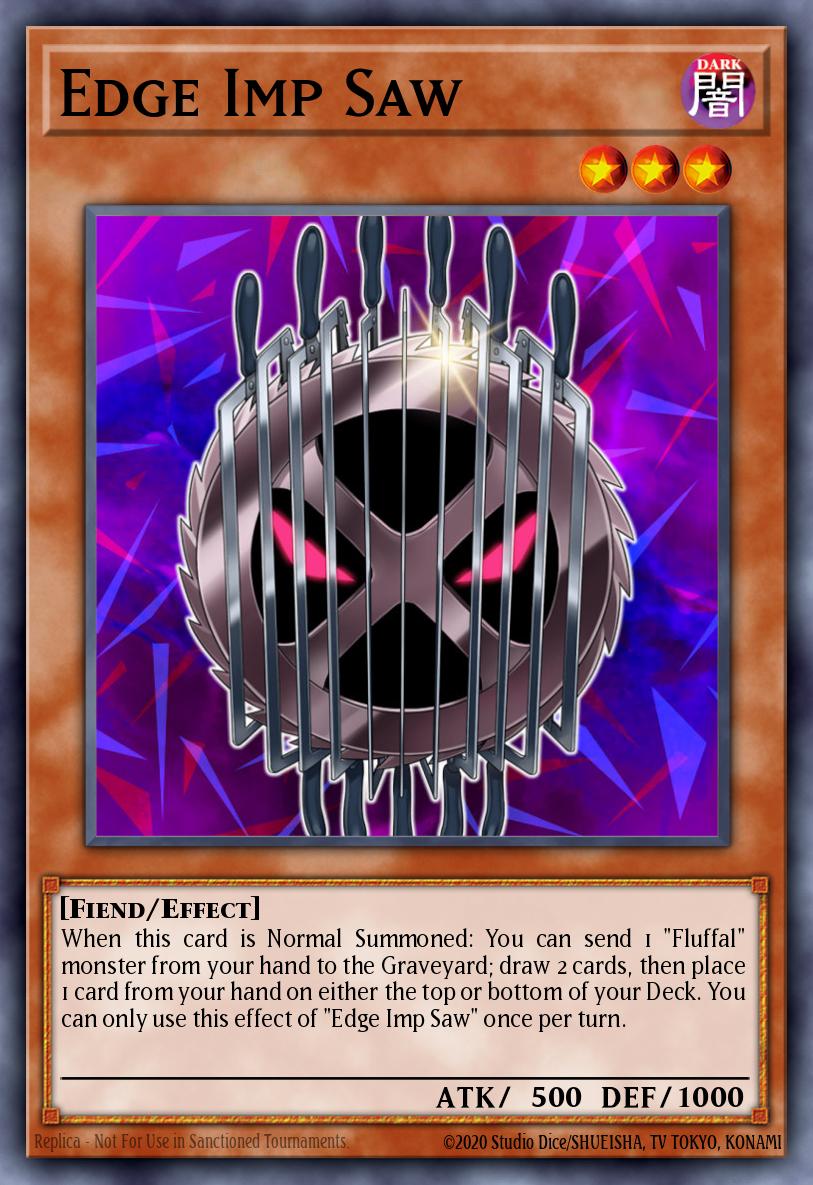 Edge Imp Saw
DARK
闇
[Fiend/Effect]
When this card is Normal Summoned: You can send 1 "Fluffal"
monster from your hand to the Graveyard; draw 2 cards, then place
1 card from your hand on either the top or bottom of your Deck. You
can only use this effect of "Edge Imp Saw" once per turn.
ATK/ 500 DEF/1000
Replica - Not For Use in Sanctioned Tournaments.
©2020 Studio Dice/SHUEISHA, TV TOKYO, KONAMI